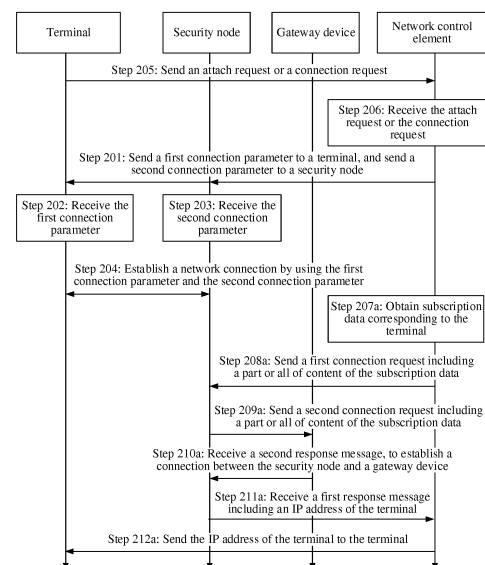 Terminal
Security node
Gateway device
Network control
element
Step 205: Send an attach request or a connection request
Step 206: Receive the attach
request or the connection
request
Step 201: Send a first connection parameter to a terminal, and send a
second connection parameter to a security node
Step 202: Receive the
first connection
parameter
Step 203: Receive the
second connection
parameter
Step 204: Establish a network connection by using the first
connection parameter and the second connection parameter
Step 207a: Obtain subscription
data corresponding to the
terminal
Step 208a: Send a first connection request including
a part or all of content of the subscription data
Step 209a: Send a second connection request including
a part or all of content of the subscription data
Step 210a: Receive a second response message, to establish a
connection between the security node and a gateway device
Step 211a: Receive a first response message
including an IP address of the terminal
Step 212a: Send the IP address of the terminal to the terminal